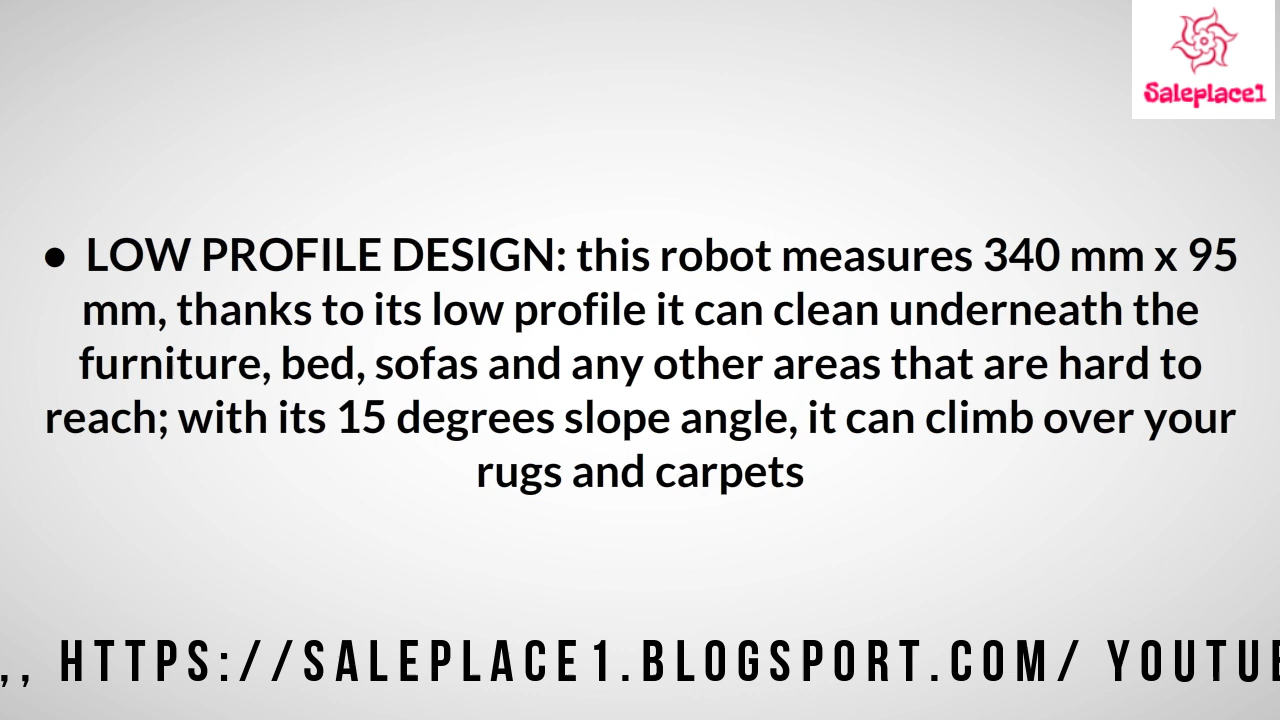 Saleplace1
● LOW PROFILE DESIGN: this robot measures 340 mm x 95
mm, thanks to its low profile it can clean underneath the
furniture, bed, sofas and any other areas that are hard to
reach; with its 15 degrees slope angle, it can climb over your
rugs and carpets
,, HTTPS://SALEPLACE1.BLOGSPORT.COM/ YOUTUB